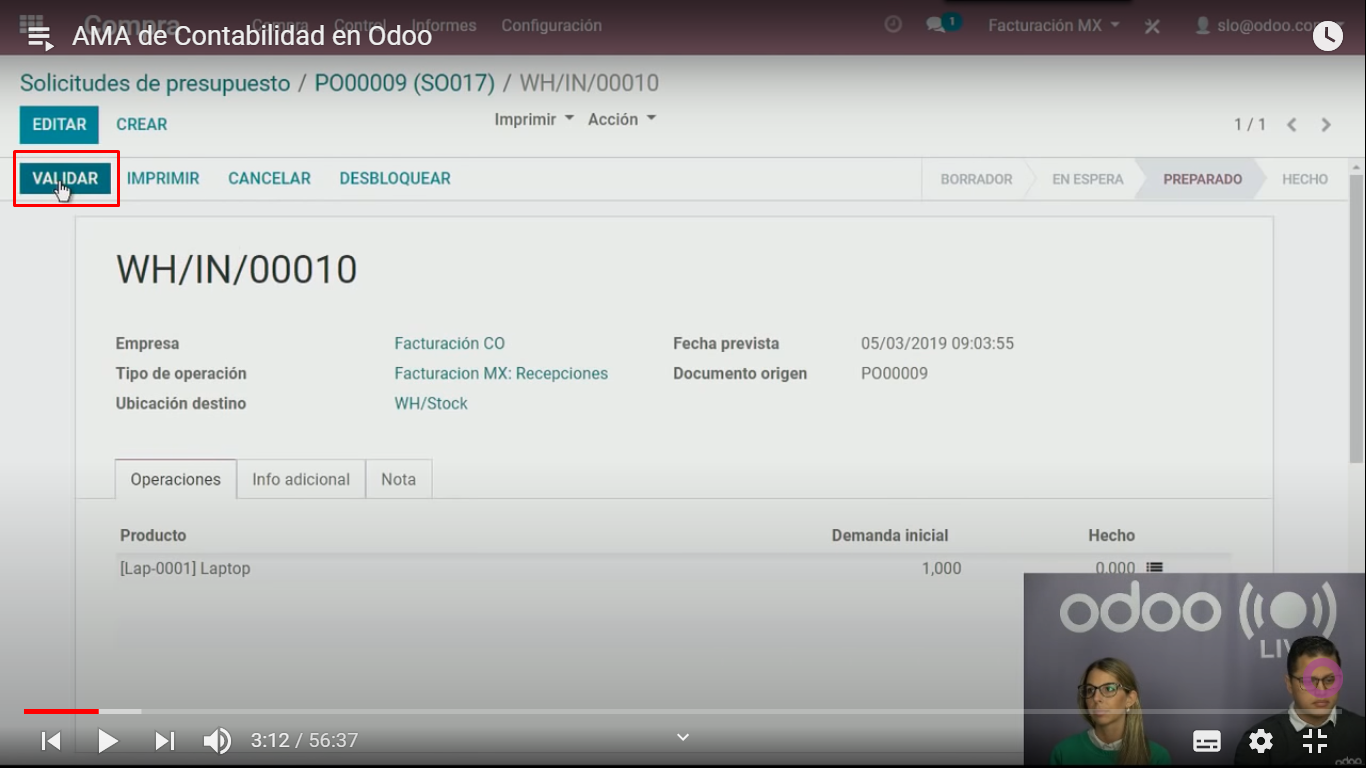 Compra Compra Control Informes Configuración 1 Facturación MX slo@odoo.co
AMA de Contabilidad en Odoo
Solicitudes de presupuesto / PO00009 (SO017) / WH/IN/00010
EDITAR CREAR Imprimir Acción 1 / 1
VALIDAR IMPRIMIR CANCELAR DESBLOQUEAR BORRADOR EN ESPERA PREPARADO HECHO
WH/IN/00010
Empresa Facturación CO Fecha prevista 05/03/2019 09:03:55
Tipo de operación Facturacion MX: Recepciones Documento origen PO00009
Ubicación destino WH/Stock
Operaciones Info adicional Nota
Producto Demanda inicial Hecho
[Lap-0001] Laptop 1,000 0,000
odoo
LIV
3:12 / 56:37
odoo